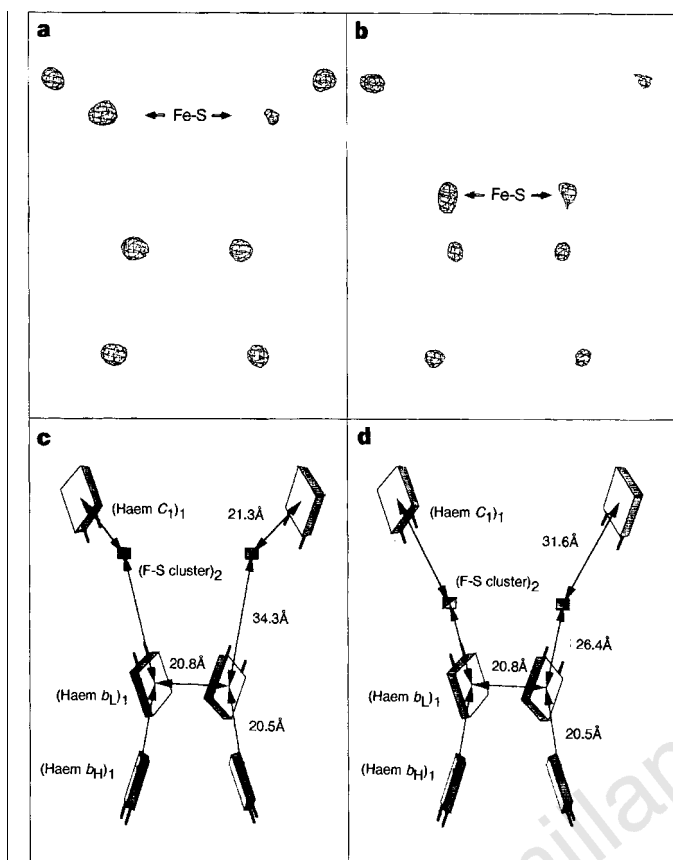 a
b
Fe-S
Fe-S
c
d
(Haem C₁)₁
21.3Å
(F-S cluster)₂
34.3Å
20.8Å
(Haem bL)₁
20.5Å
(Haem bH)₁
(Haem C₁)₁
31.6Å
(F-S cluster)₂
26.4Å
20.8Å
(Haem bL)₁
20.5Å
(Haem bH)₁